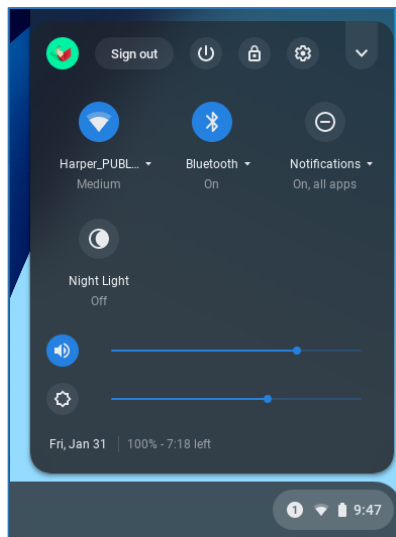 Sign out
Harper_PUBL... Bluetooth Notifications
Medium On On, all apps
Night Light
Off
Fri, Jan 31 100% - 7:18 left
1 9:47